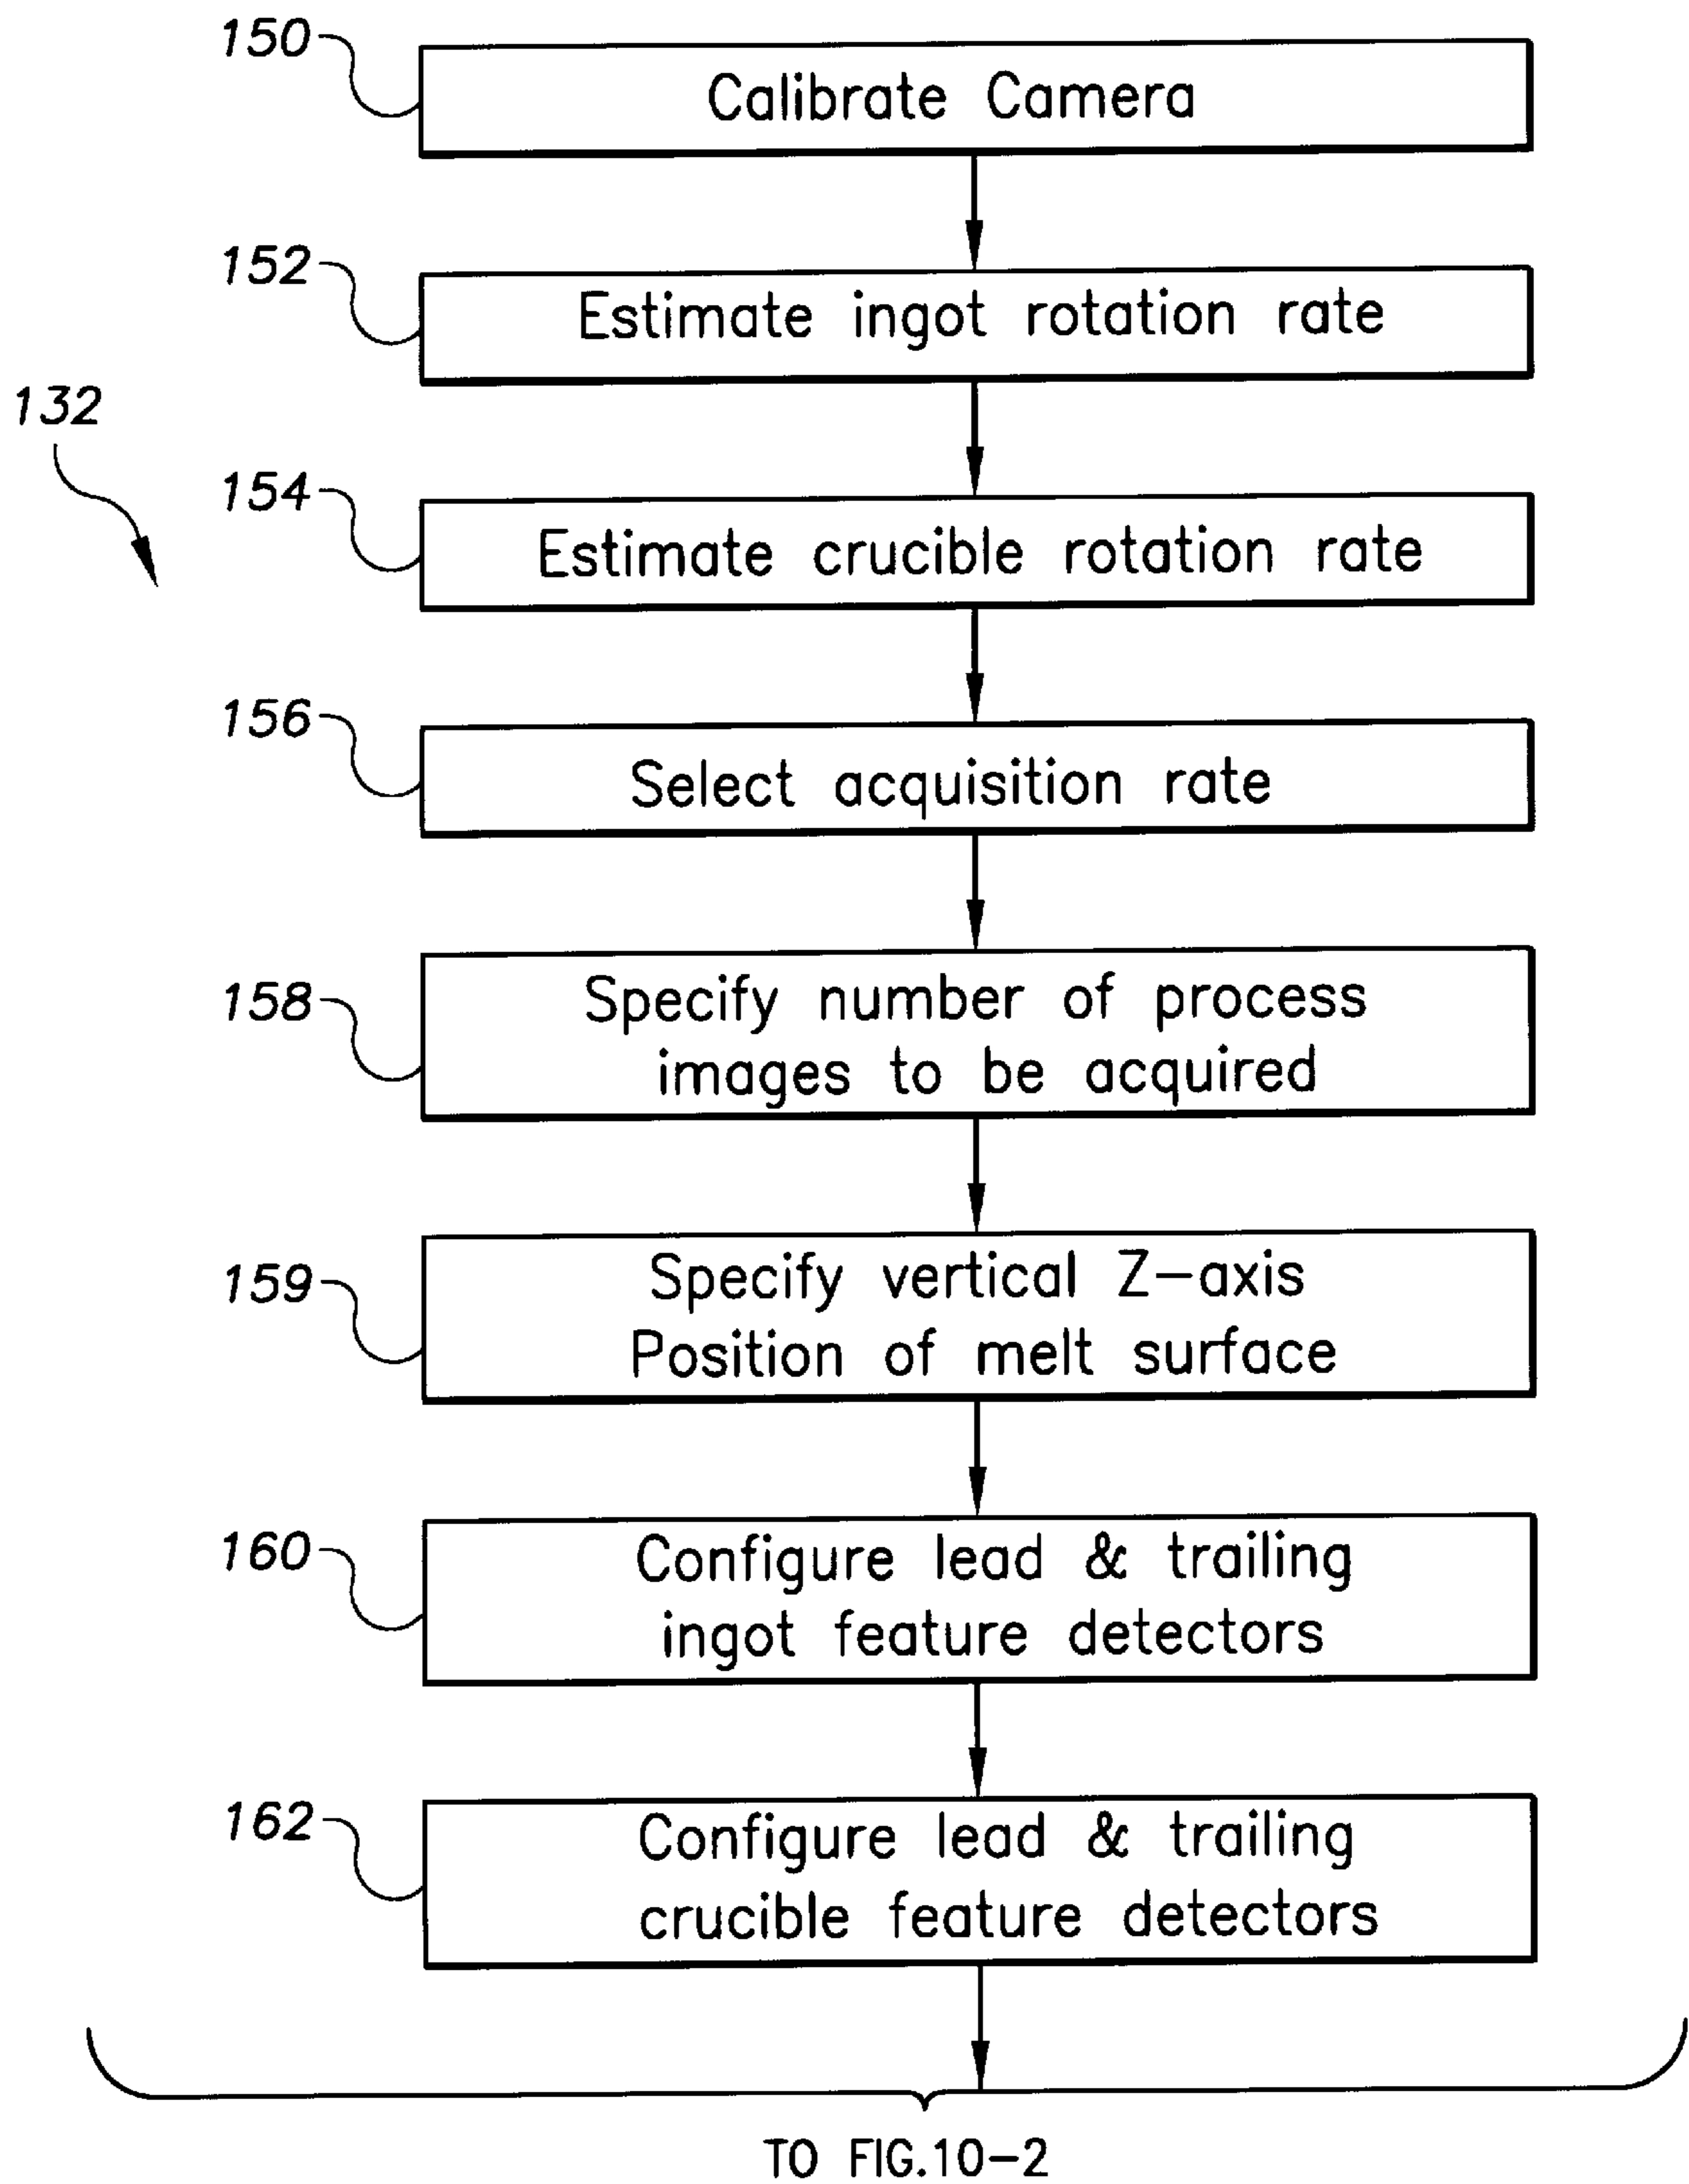 150
Calibrate Camera
152
Estimate ingot rotation rate
132
154
Estimate crucible rotation rate
156
Select acquisition rate
158
Specify number of process
images to be acquired
159
Specify vertical Z-axis
Position of melt surface
160
Configure lead & trailing
ingot feature detectors
162
Configure lead & trailing
crucible feature detectors
TO FIG.10-2